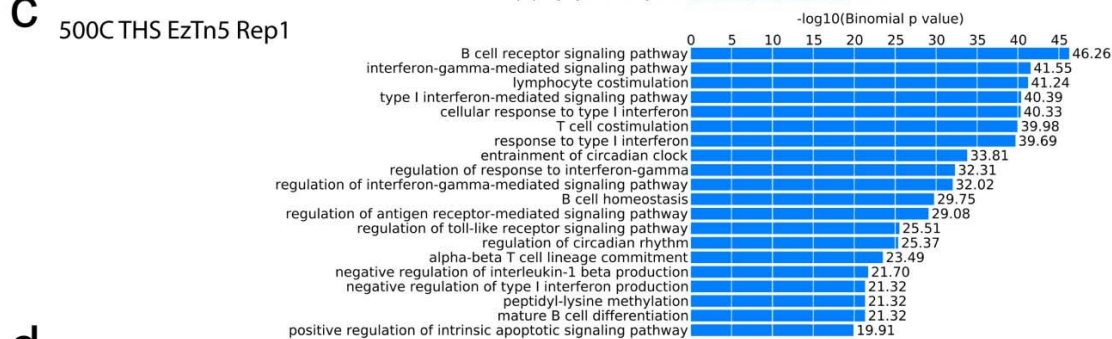 c
500C THS EzTn5 Rep1
-log10(Binomial p value)
0 5 10 15 20 25 30 35 40 45
B cell receptor signaling pathway 46.26
interferon-gamma-mediated signaling pathway 41.55
lymphocyte costimulation 41.24
type I interferon-mediated signaling pathway 40.39
cellular response to type I interferon 40.33
T cell costimulation 39.98
response to type I interferon 39.69
entrainment of circadian clock 33.81
regulation of response to interferon-gamma 32.31
regulation of interferon-gamma-mediated signaling pathway 32.02
B cell homeostasis 29.75
regulation of antigen receptor-mediated signaling pathway 29.08
regulation of toll-like receptor signaling pathway 25.51
regulation of circadian rhythm 25.37
alpha-beta T cell lineage commitment 23.49
negative regulation of interleukin-1 beta production 21.70
negative regulation of type I interferon production 21.32
peptidyl-lysine methylation 21.32
mature B cell differentiation 21.32
positive regulation of intrinsic apoptotic signaling pathway 19.91